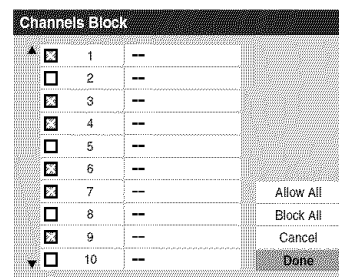 Channels Block
1 --
2 --
3 --
4 --
5 --
6 --
7 --
8 --
9 --
10 --
Allow All
Block All
Cancel
Done